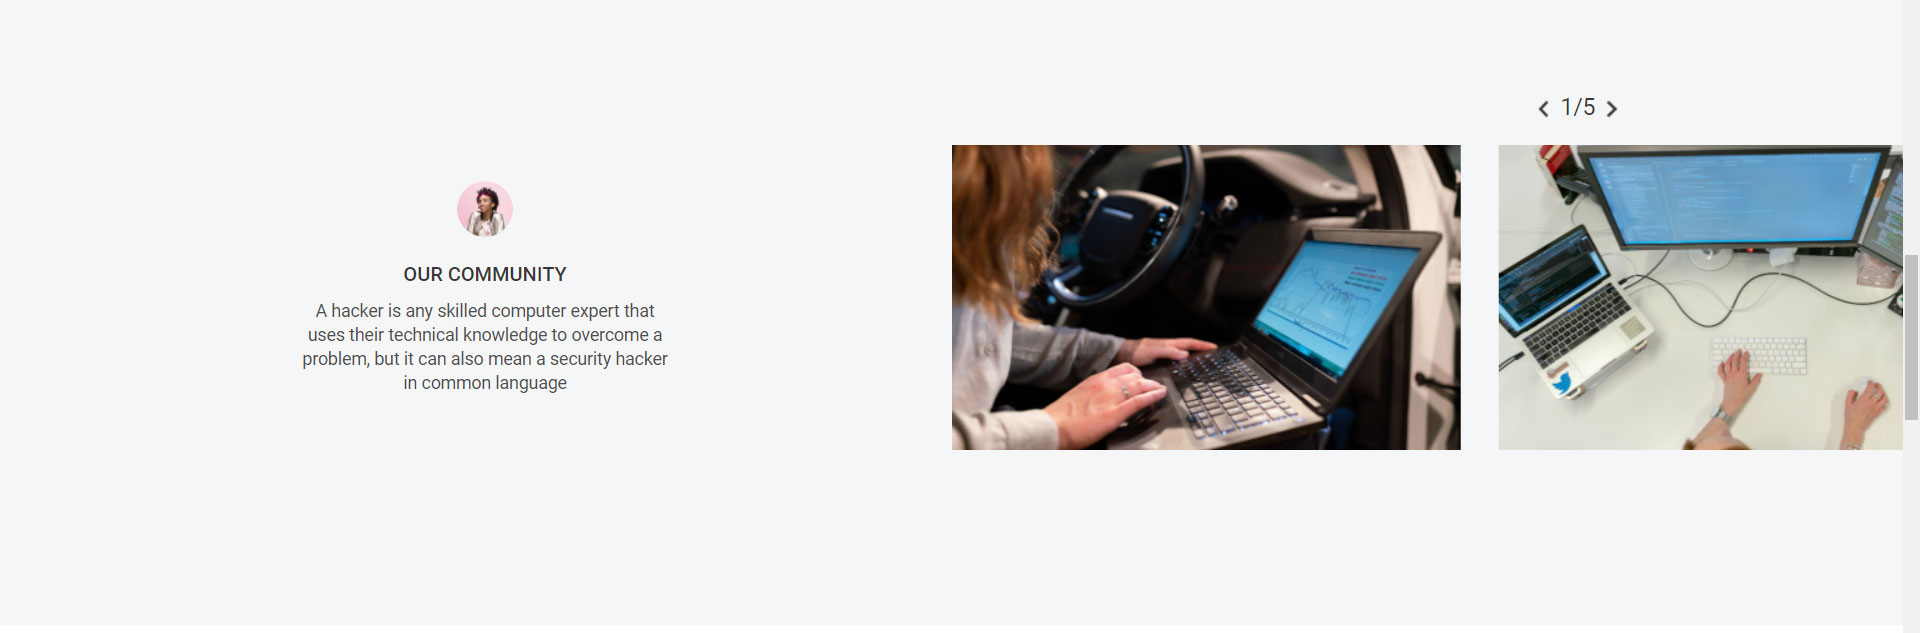 1/5
OUR COMMUNITY
A hacker is any skilled computer expert that
uses their technical knowledge to overcome a
problem, but it can also mean a security hacker
in common language